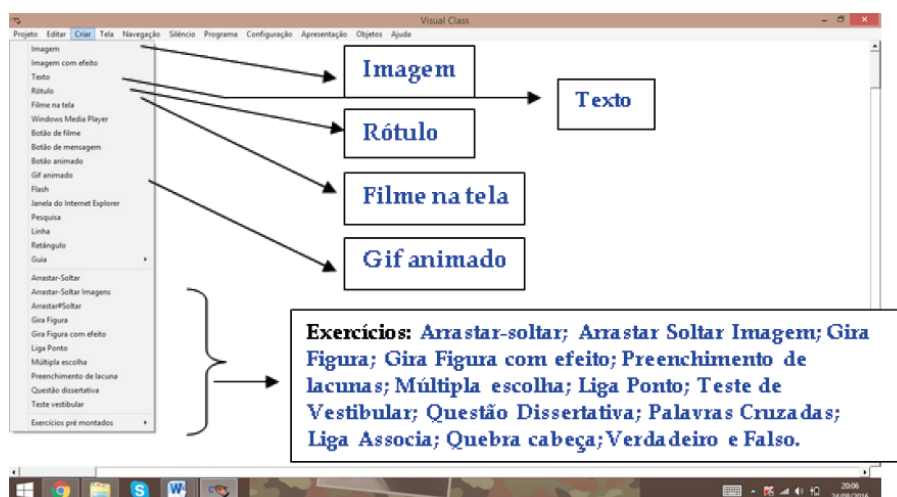 Visual Class
Projeto Editar Criar Tela Navegação Silêncio Programa Configuração Apresentação Objetos Ajuda
Imagem
Imagem com efeito
Texto
Rótulo
Filme na tela
Windows Media Player
Botão de filme
Botão de mensagem
Botão animado
Gif animado
Flash
Janela do Internet Explorer
Pesquisa
Linha
Retângulo
Guia
Arrastar-Soltar
Arrastar-Soltar Imagens
Arrastar#Soltar
Gira Figura
Gira Figura com efeito
Liga Ponto
Múltipla escolha
Preenchimento de lacuna
Questão dissertativa
Teste vestibular
Exercícios pré montados
Imagem
Texto
Rótulo
Filme na tela
Gif animado
Exercícios: Arrastar-soltar; Arrastar Soltar Imagem; Gira
Figura; Gira Figura com efeito; Preenchimento de
lacunas; Múltipla escolha; Liga Ponto; Teste de
Vestibular; Questão Dissertativa; Palavras Cruzadas;
Liga Associa; Quebra cabeça; Verdadeiro e Falso.
20:06
24/08/2016